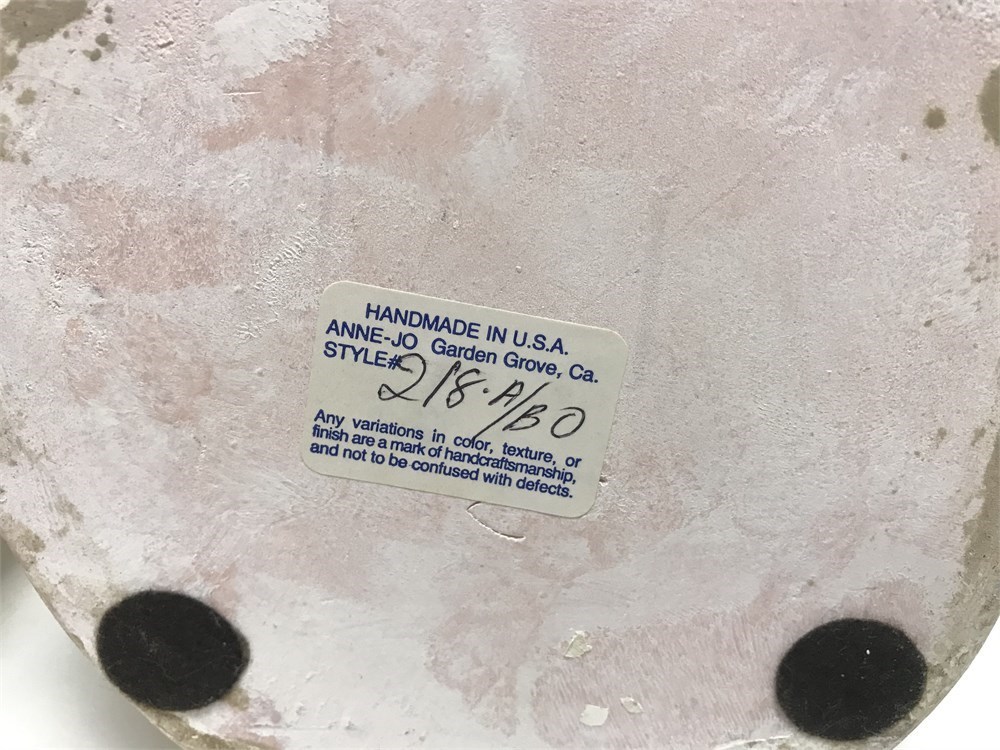 HANDMADE IN U.S.A.
ANNE-JO Garden Grove, Ca.
STYLE# 218·A/BO
Any variations in color, texture, or
finish are a mark of handcraftsmanship,
and not to be confused with defects.